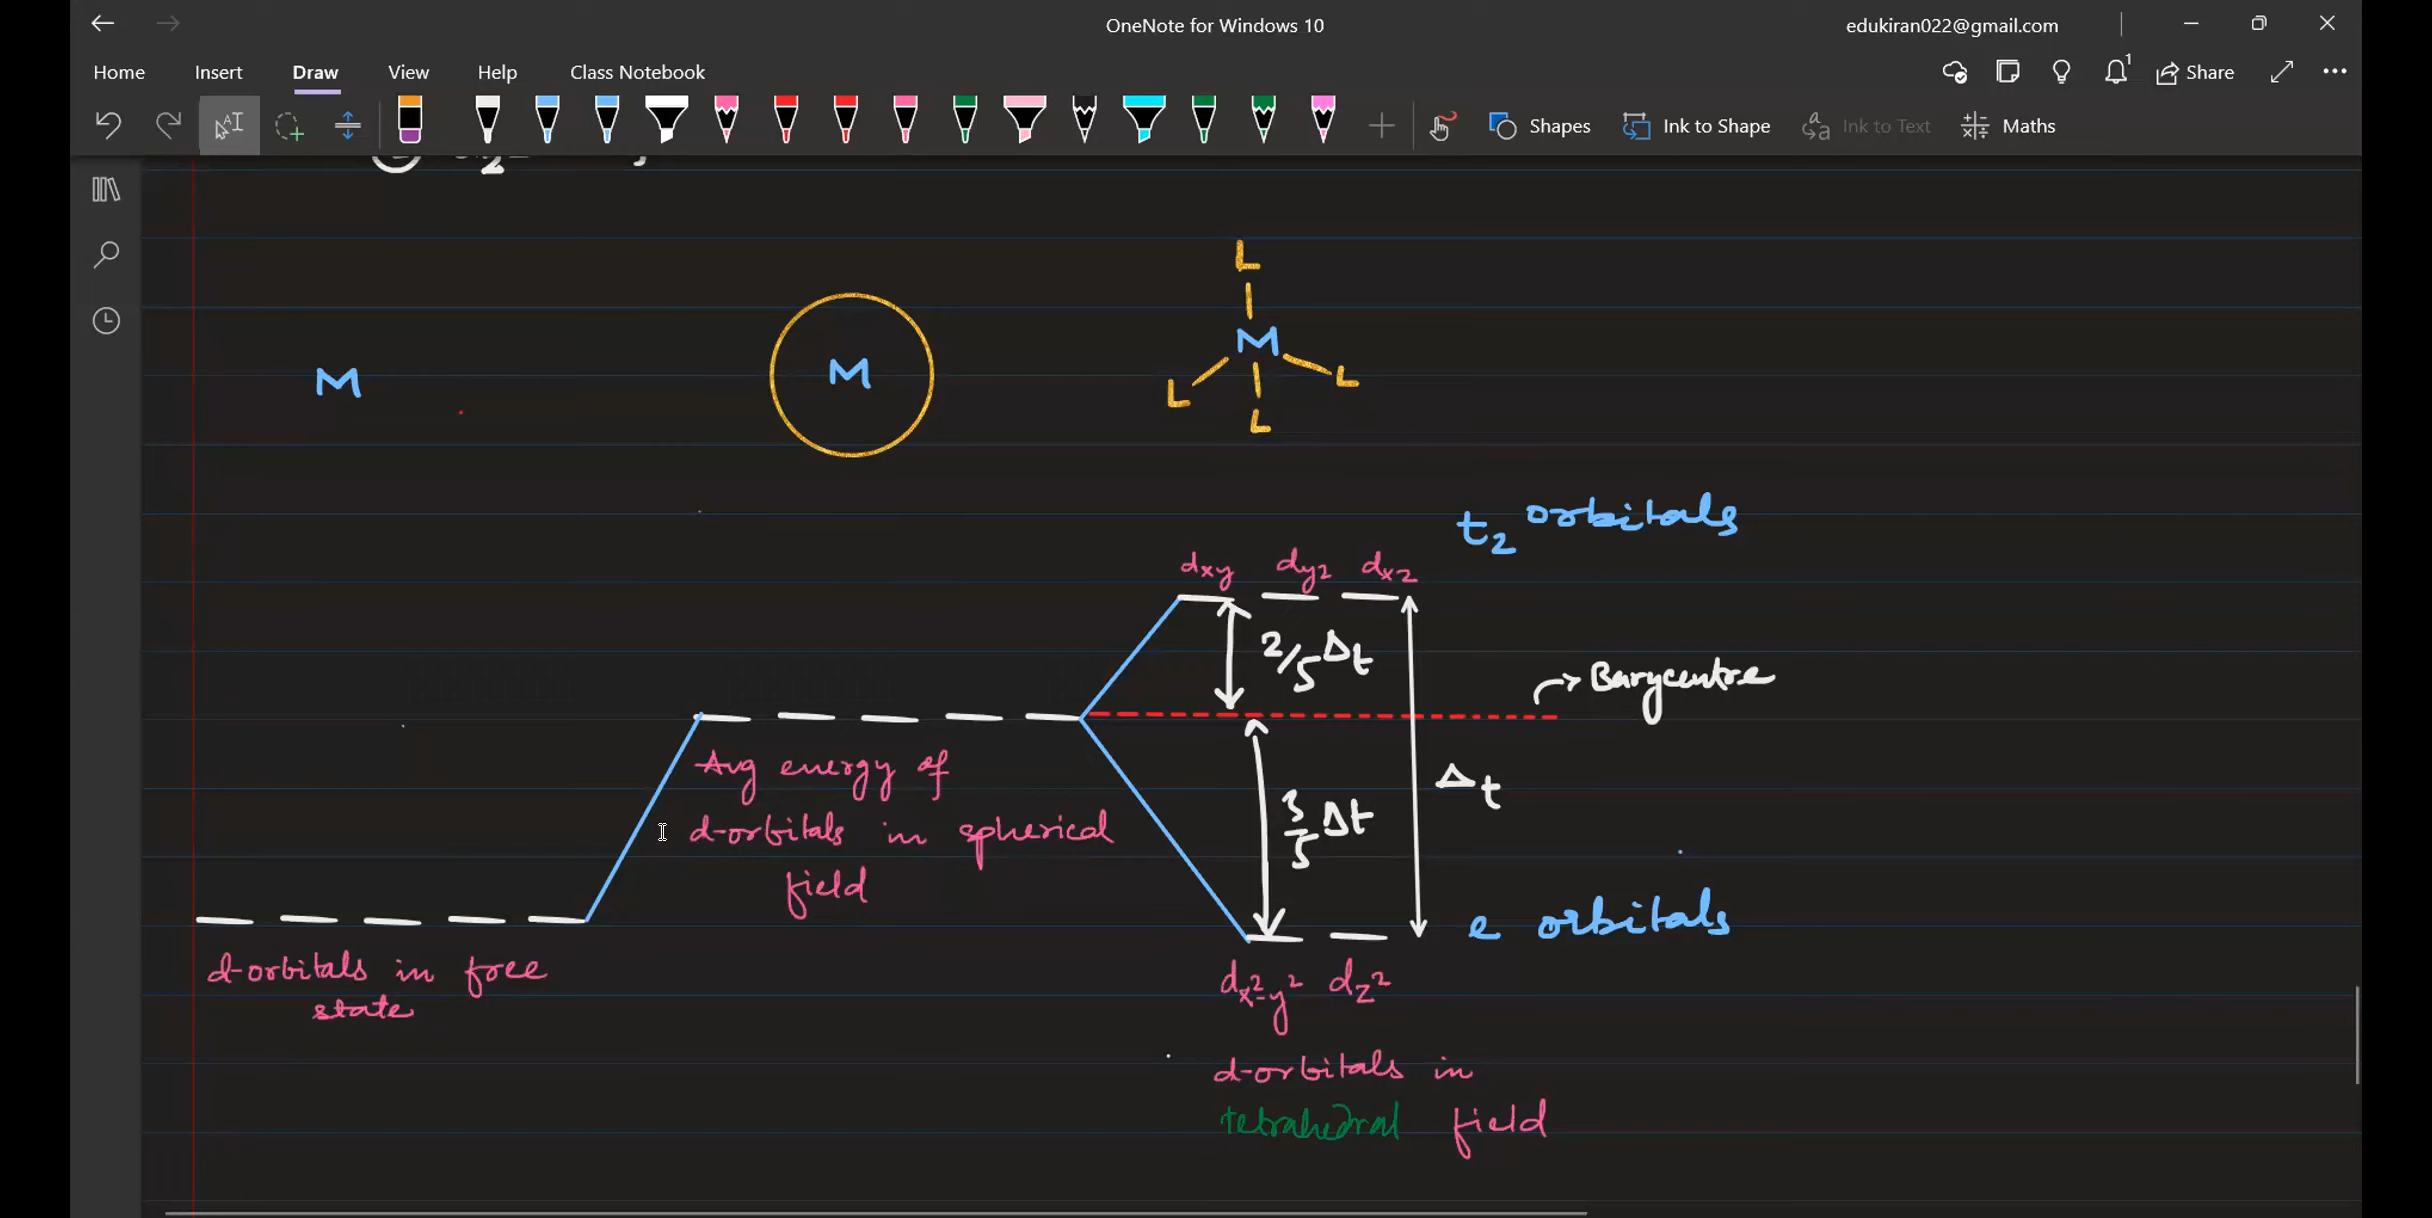 OneNote for Windows 10
edukiran022@gmail.com
Home Insert Draw View Help Class Notebook
1
Share
Shapes Ink to Shape Ink to Text Maths
L
M
L L
L
M
M
t₂ orbitals
dxy dyz dxz
2/5 Δt
Barycentre
Avg energy of
d-orbitals in spherical
field
3/5 Δt
Δt
e orbitals
d-orbitals in free
state
dx²-y² dz²
d-orbitals in
tetrahedral field